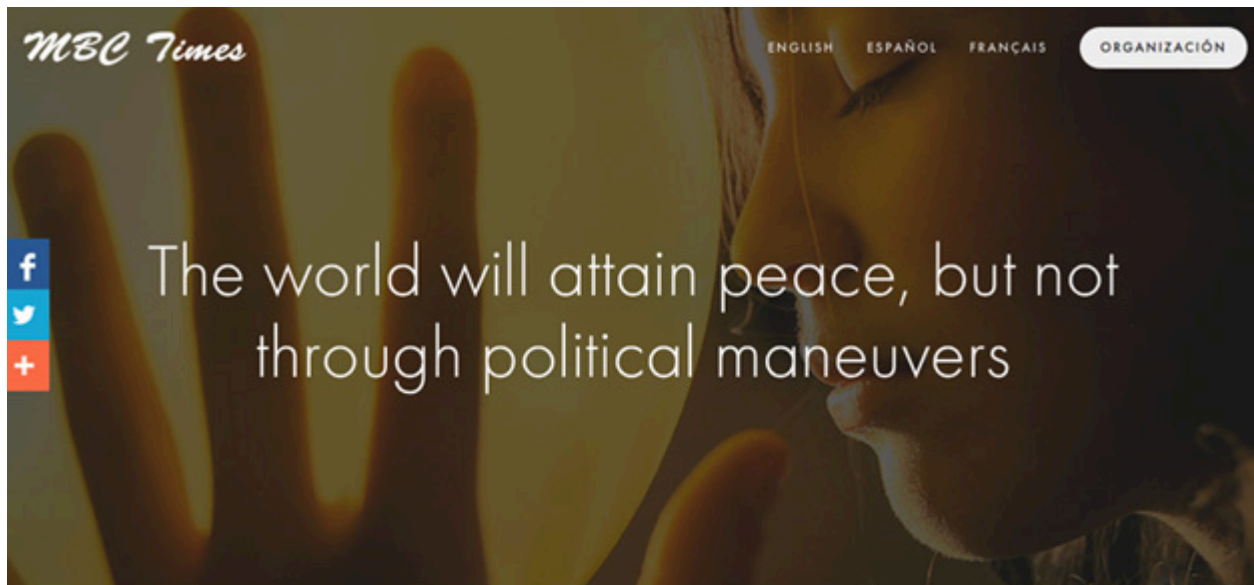 MBC Times
ENGLISH ESPAÑOL FRANÇAIS ORGANIZACIÓN
The world will attain peace, but not
through political maneuvers